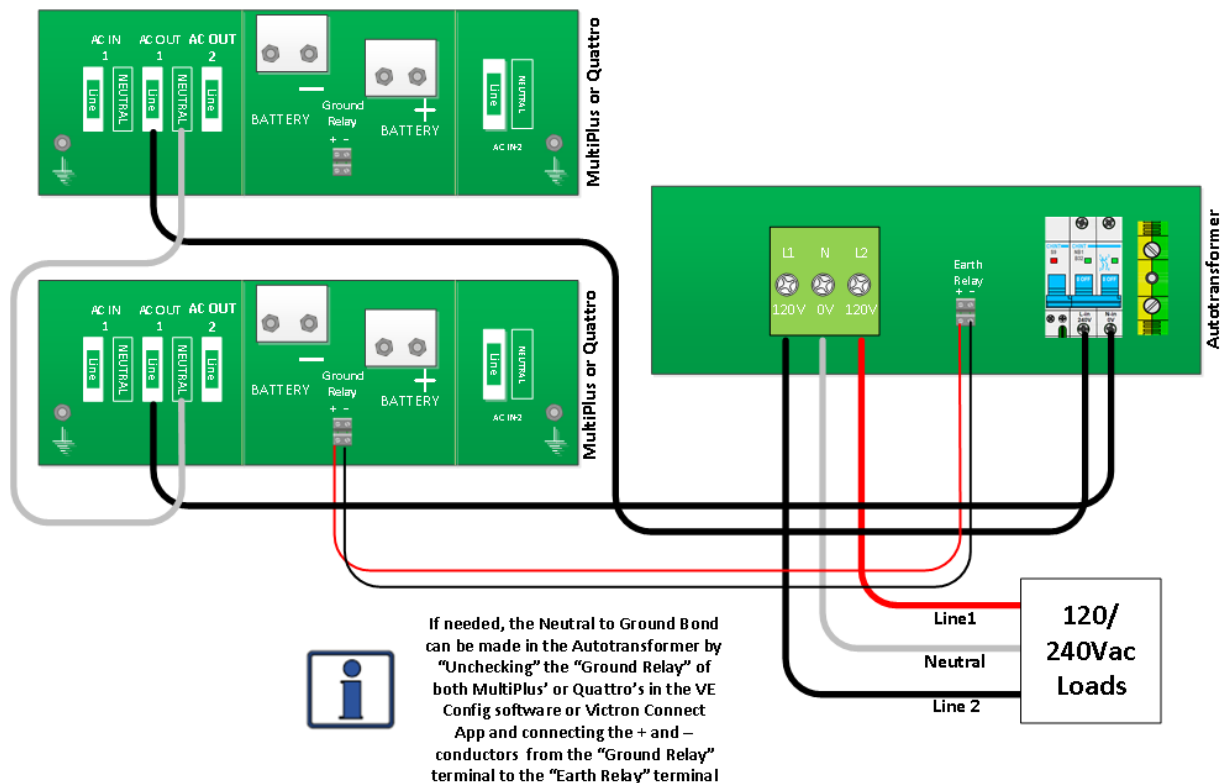 AC IN
1
AC OUT
1
AC OUT
2
Line
NEUTRAL
Line
NEUTRAL
Line
BATTERY
Ground
Relay
+ −
+
BATTERY
Line
NEUTRAL
AC IN-2
MultiPlus or Quattro
AC IN
1
AC OUT
1
AC OUT
2
Line
NEUTRAL
Line
NEUTRAL
Line
BATTERY
Ground
Relay
+ −
+
BATTERY
Line
NEUTRAL
AC IN-2
MultiPlus or Quattro
L1 N L2
120V 0V 120V
Earth
Relay
+ −
CHNT
CHNT
L-in
240V
N-in
0V
Autotransformer
Line1
Neutral
Line 2
120/
240Vac
Loads
If needed, the Neutral to Ground Bond
can be made in the Autotransformer by
“Unchecking” the “Ground Relay” of
both MultiPlus’ or Quattro’s in the VE
Config software or Victron Connect
App and connecting the + and –
conductors from the “Ground Relay”
terminal to the “Earth Relay” terminal